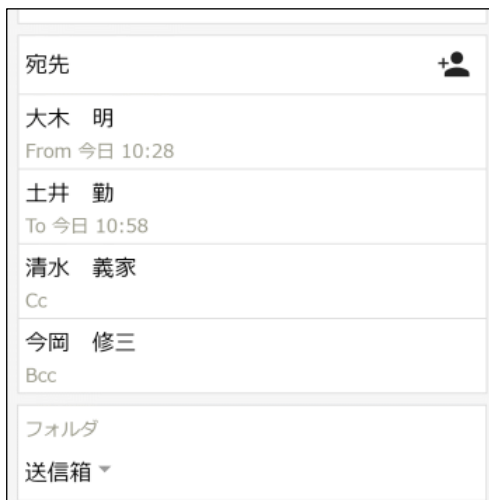 宛先
大木　明
From 今日 10:28
土井　勤
To 今日 10:58
清水　義家
Cc
今岡　修三
Bcc
フォルダ
送信箱